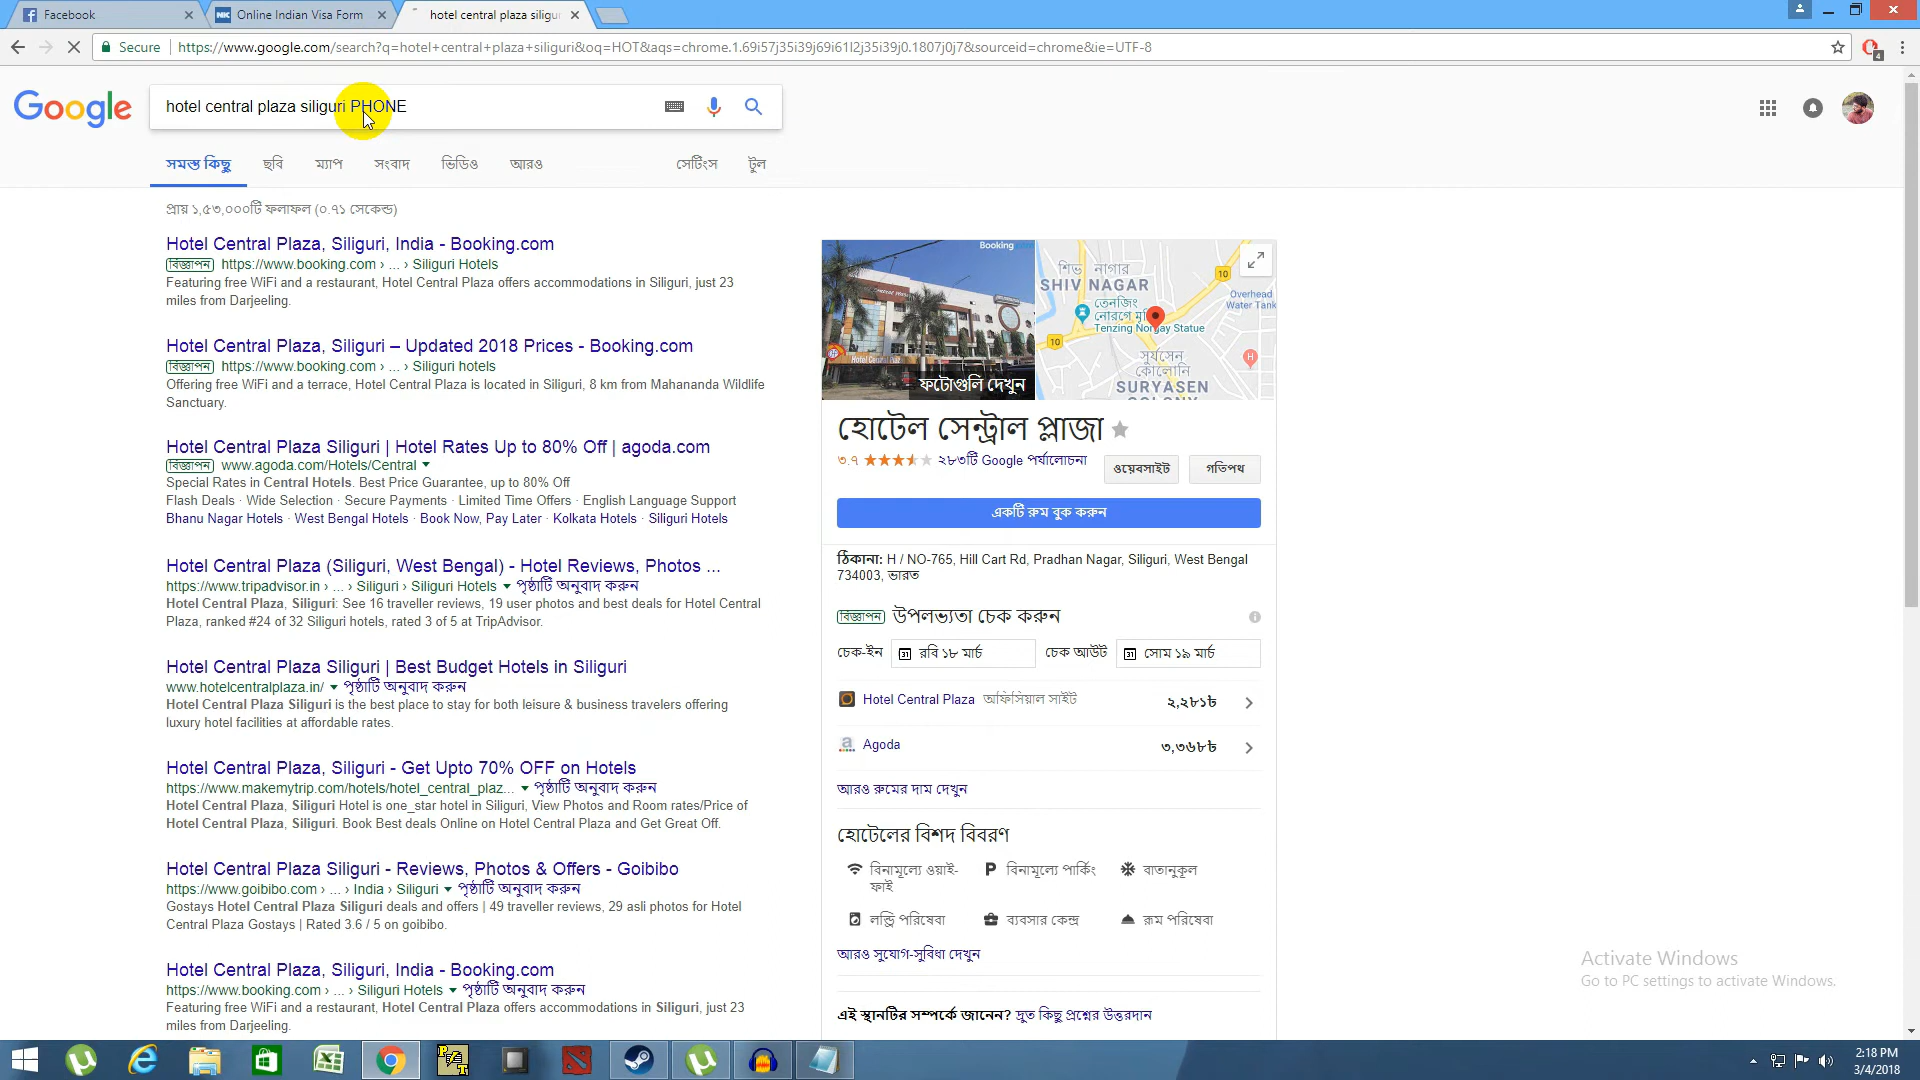 Facebook
Online Indian Visa Form
hotel central plaza siligur
Secure https://www.google.com/search?q=hotel+central+plaza+siliguri&oq=HOT&aqs=chrome.1.69i57j35i39j69i61l2j35i39j0.1807j0j7&sourceid=chrome&ie=UTF-8
Google
hotel central plaza siliguri PHONE
সমস্ত কিছু ছবি ম্যাপ সংবাদ ভিডিও আরও সেটিংস টুল
প্রায় ১,৫৩,০০০টি ফলাফল (০.৭১ সেকেন্ড)
Hotel Central Plaza, Siliguri, India - Booking.com
বিজ্ঞাপন https://www.booking.com › ... › Siliguri Hotels
Featuring free WiFi and a restaurant, Hotel Central Plaza offers accommodations in Siliguri, just 23
miles from Darjeeling.
Hotel Central Plaza, Siliguri – Updated 2018 Prices - Booking.com
বিজ্ঞাপন https://www.booking.com › ... › Siliguri hotels
Offering free WiFi and a terrace, Hotel Central Plaza is located in Siliguri, 8 km from Mahananda Wildlife
Sanctuary.
Hotel Central Plaza Siliguri | Hotel Rates Up to 80% Off | agoda.com
বিজ্ঞাপন www.agoda.com/Hotels/Central
Special Rates in Central Hotels. Best Price Guarantee, up to 80% Off
Flash Deals · Wide Selection · Secure Payments · Limited Time Offers · English Language Support
Bhanu Nagar Hotels · West Bengal Hotels · Book Now, Pay Later · Kolkata Hotels · Siliguri Hotels
Hotel Central Plaza (Siliguri, West Bengal) - Hotel Reviews, Photos ...
https://www.tripadvisor.in › ... › Siliguri › Siliguri Hotels পৃষ্ঠাটি অনুবাদ করুন
Hotel Central Plaza, Siliguri: See 16 traveller reviews, 19 user photos and best deals for Hotel Central
Plaza, ranked #24 of 32 Siliguri hotels, rated 3 of 5 at TripAdvisor.
Hotel Central Plaza Siliguri | Best Budget Hotels in Siliguri
www.hotelcentralplaza.in/ পৃষ্ঠাটি অনুবাদ করুন
Hotel Central Plaza Siliguri is the best place to stay for both leisure & business travelers offering
luxury hotel facilities at affordable rates.
Hotel Central Plaza, Siliguri - Get Upto 70% OFF on Hotels
https://www.makemytrip.com/hotels/hotel_central_plaz... পৃষ্ঠাটি অনুবাদ করুন
Hotel Central Plaza, Siliguri Hotel is one_star hotel in Siliguri, View Photos and Room rates/Price of
Hotel Central Plaza, Siliguri. Book Best deals Online on Hotel Central Plaza and Get Great Off.
Hotel Central Plaza Siliguri - Reviews, Photos & Offers - Goibibo
https://www.goibibo.com › ... › India › Siliguri পৃষ্ঠাটি অনুবাদ করুন
Gostays Hotel Central Plaza Siliguri deals and offers | 49 traveller reviews, 29 asli photos for Hotel
Central Plaza Gostays | Rated 3.6 / 5 on goibibo.
Hotel Central Plaza, Siliguri, India - Booking.com
https://www.booking.com › ... › Siliguri Hotels পৃষ্ঠাটি অনুবাদ করুন
Featuring free WiFi and a restaurant, Hotel Central Plaza offers accommodations in Siliguri, just 23
miles from Darjeeling.
Booking
ফটোগুলি দেখুন
শিভ নাগার
SHIV NAGAR
তেনজিং
নোরগে মূ
Tenzing Norgay Statue
Overhead
Water Tank
10
10
H
সুর্যসেন
কোলোনি
SURYASEN
হোটেল সেন্ট্রাল প্লাজা
৩.৭ ২৮৩টি Google পর্যালোচনা
ওয়েবসাইট গতিপথ
একটি রুম বুক করুন
ঠিকানা: H / NO-765, Hill Cart Rd, Pradhan Nagar, Siliguri, West Bengal
734003, ভারত
বিজ্ঞাপন উপলভ্যতা চেক করুন
চেক-ইন রবি ১৮ মার্চ চেক আউট সোম ১৯ মার্চ
Hotel Central Plaza অফিসিয়াল সাইট ২,২৮১৳
Agoda ৩,৩৬৮৳
আরও রুমের দাম দেখুন
হোটেলের বিশদ বিবরণ
বিনামূল্যে ওয়াই-
ফাই
বিনামূল্যে পার্কিং
বাতানুকূল
লন্ড্রি পরিষেবা ব্যবসার কেন্দ্র রূম পরিষেবা
আরও সুযোগ-সুবিধা দেখুন
এই স্থানটির সম্পর্কে জানেন? দ্রুত কিছু প্রশ্নের উত্তরদান
Activate Windows
Go to PC settings to activate Windows.
2:18 PM
3/4/2018